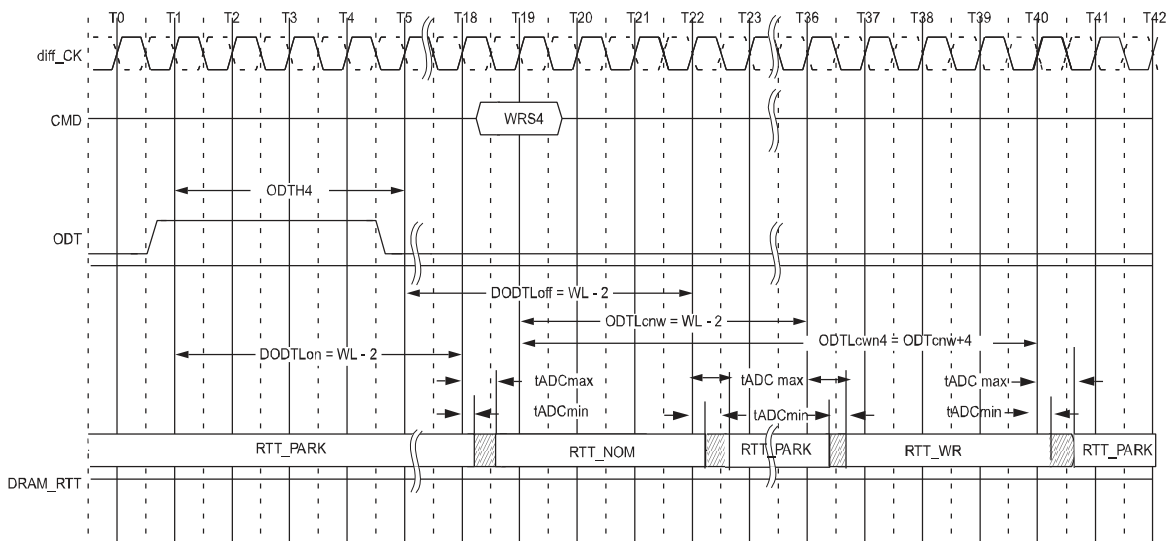 T0 T1 T2 T3 T4 T5 T18 T19 T20 T21 T22 T23 T36 T37 T38 T39 T40 T41 T42
diff_CK
CMD
WRS4
ODTH4
ODT
DODTLoff = WL - 2
ODTLcnw = WL - 2
ODTLcwn4 = ODTcnw+4
DODTLon = WL - 2
tADCmax tADC max tADC max
tADCmin tADCmin tADCmin
RTT_PARK RTT_NOM RTT_PARK RTT_WR RTT_PARK
DRAM_RTT